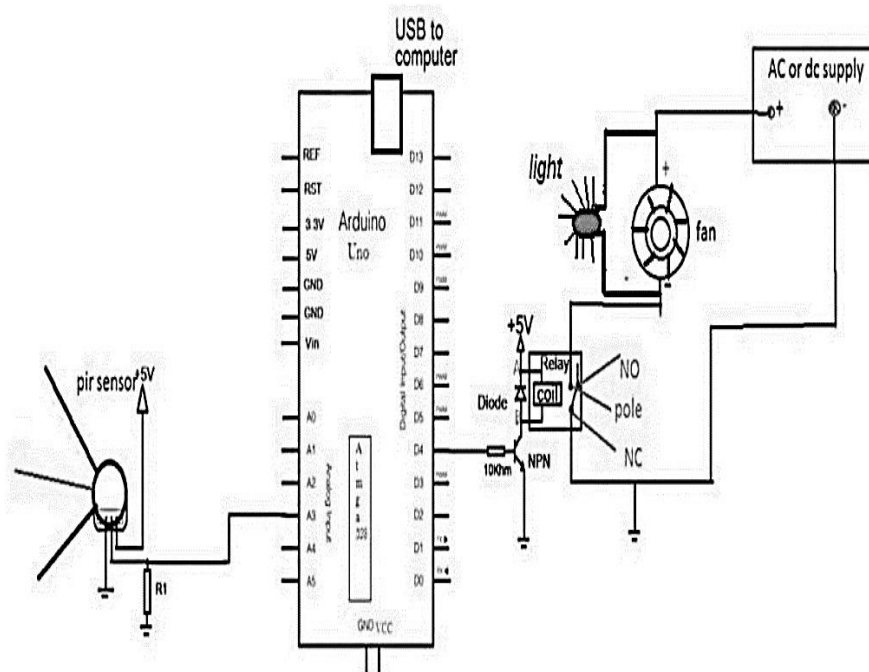 USB to
computer
AC or dc supply
+
-
REF
RST
3.3V
5V
GND
GND
Vin
A0
A1
A2
A3
A4
A5
Analog Input
Arduino
Uno
GND VCC
D13
D12
D11
D10
D9
D8
D7
D6
D5
D4
D3
D2
D1
D0
Digital Input/Output
light
+
fan
-
+5V
A
Relay
coil
Diode
NO
pole
NC
10Khm
NPN
pir sensor
+5V
R1